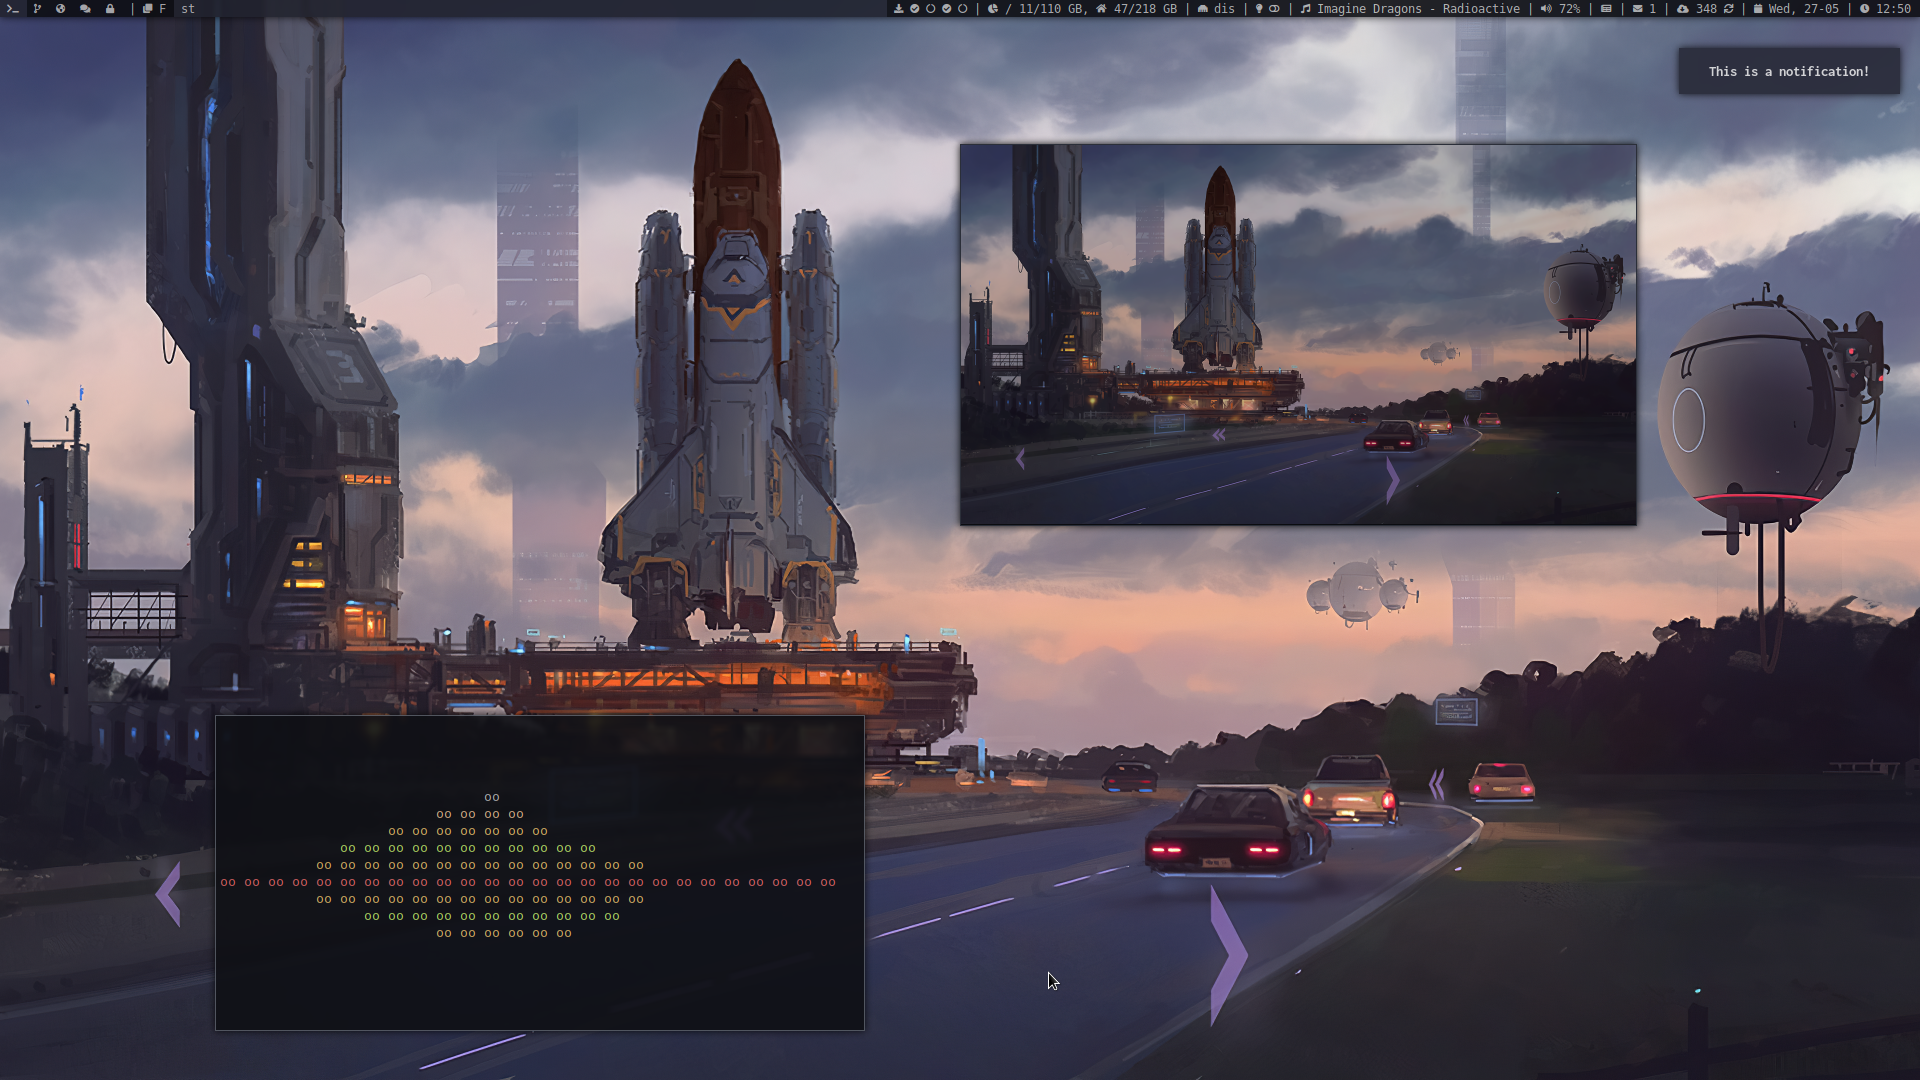 F st / 11/110 GB, 47/218 GB | dis | | Imagine Dragons - Radioactive | 72% | | 1 | 348 | Wed, 27-05 | 12:50
This is a notification!
oo
oo oo oo oo
oo oo oo oo oo oo oo
oo oo oo oo oo oo oo oo oo oo oo
oo oo oo oo oo oo oo oo oo oo oo oo oo oo
oo oo oo oo oo oo oo oo oo oo oo oo oo oo oo oo oo oo oo oo oo oo oo oo oo oo
oo oo oo oo oo oo oo oo oo oo oo oo oo oo
oo oo oo oo oo oo oo oo oo oo oo
oo oo oo oo oo oo